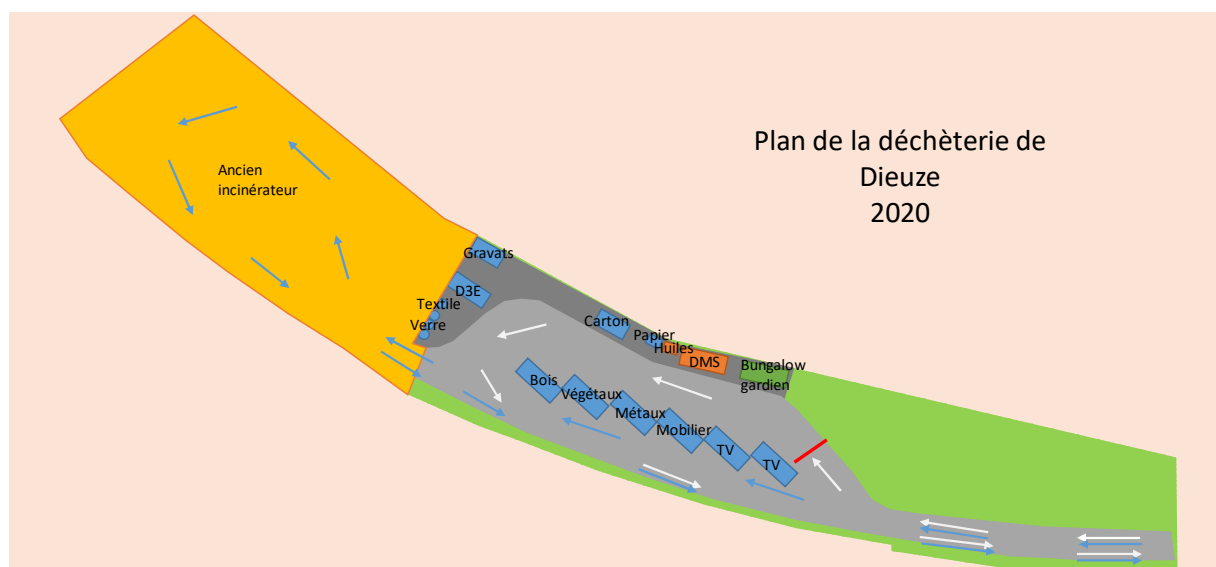 Plan de la déchèterie de
Dieuze
2020
Ancien
incinérateur
Gravats
D3E
Textile
Verre
Carton
Papier
Huiles
DMS
Bungalow
gardien
Bois
Végétaux
Métaux
Mobilier
TV
TV